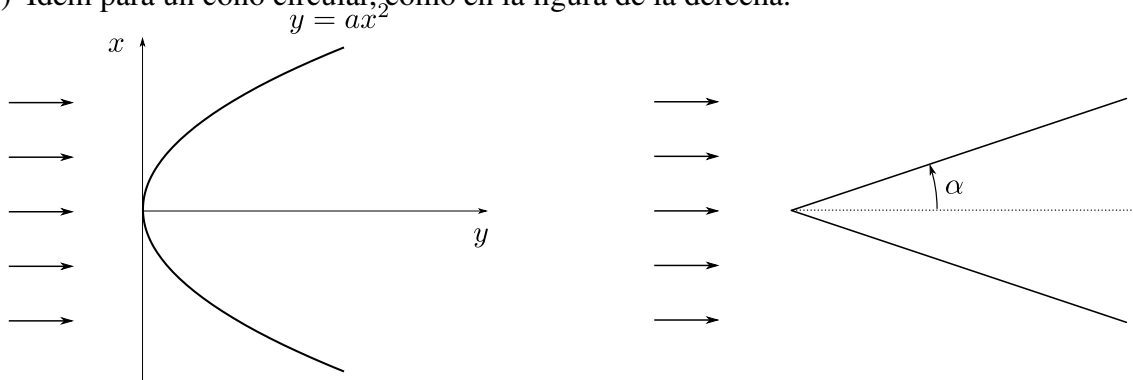 ) Idem para un cono circular, como en la figura de la derecha.
y = ax²
x
α
y